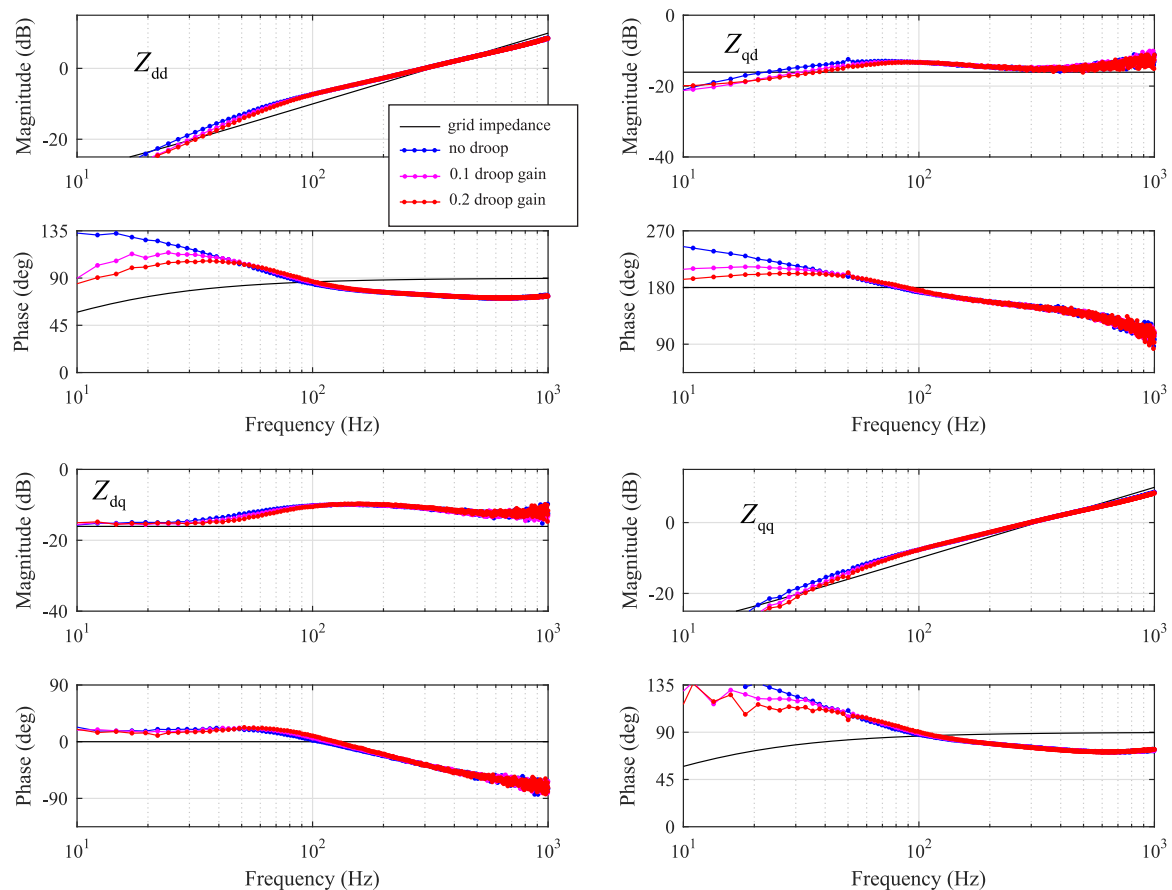 Magnitude (dB)
0
-20
Z_dd
10^1
10^2
10^3
grid impedance
no droop
0.1 droop gain
0.2 droop gain
Phase (deg)
135
90
45
0
10^1
10^2
10^3
Frequency (Hz)
Magnitude (dB)
0
-20
-40
Z_qd
10^1
10^2
10^3
Phase (deg)
270
180
90
10^1
10^2
10^3
Frequency (Hz)
Magnitude (dB)
0
-20
-40
Z_dq
10^1
10^2
10^3
Phase (deg)
90
0
-90
10^1
10^2
10^3
Frequency (Hz)
Magnitude (dB)
0
-20
Z_qq
10^1
10^2
10^3
Phase (deg)
135
90
45
0
10^1
10^2
10^3
Frequency (Hz)